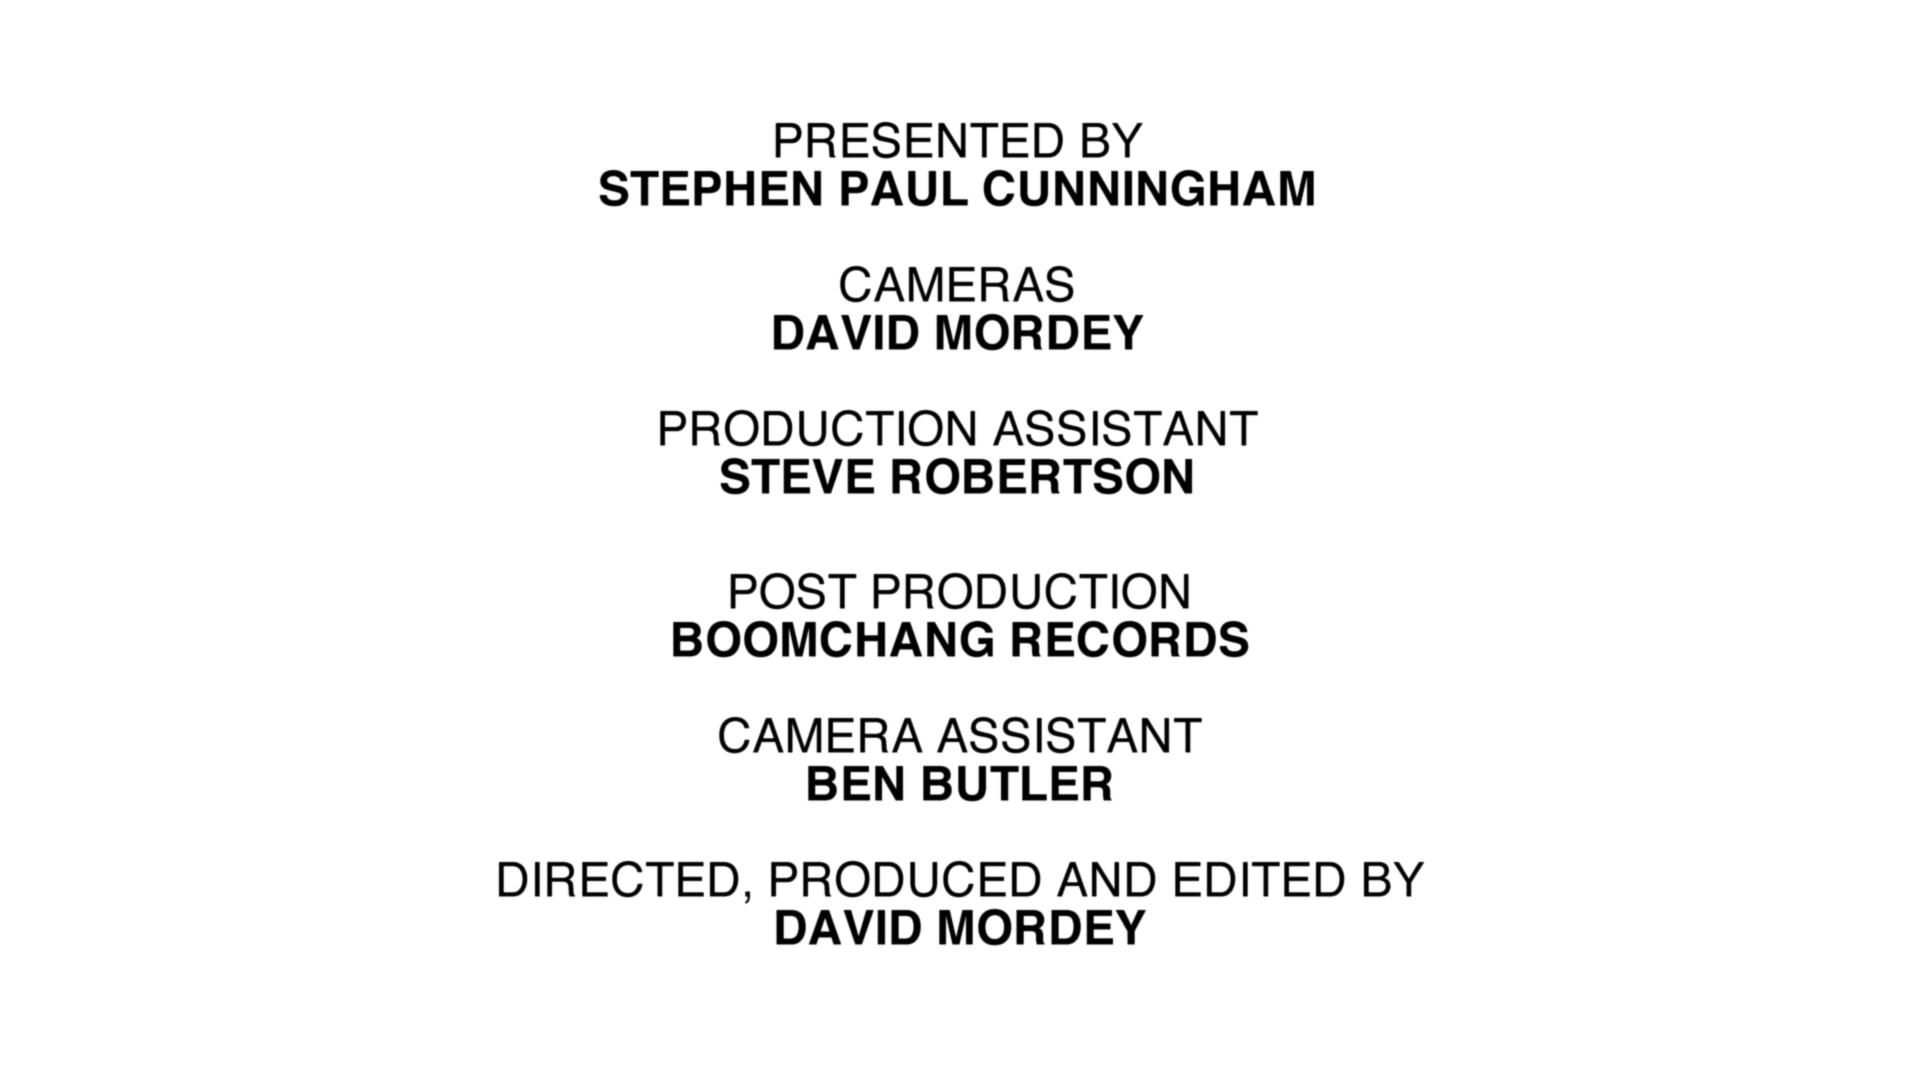 PRESENTED BY
STEPHEN PAUL CUNNINGHAM
CAMERAS
DAVID MORDEY
PRODUCTION ASSISTANT
STEVE ROBERTSON
POST PRODUCTION
BOOMCHANG RECORDS
CAMERA ASSISTANT
BEN BUTLER
DIRECTED, PRODUCED AND EDITED BY
DAVID MORDEY